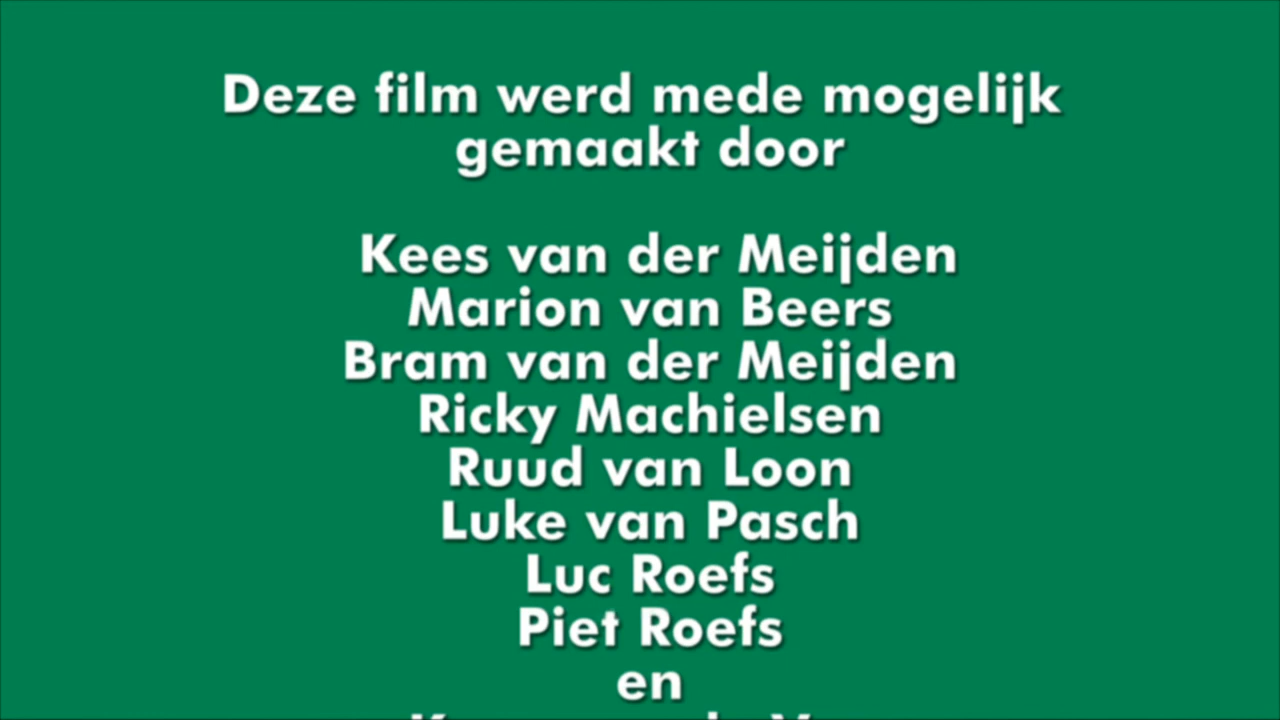 Deze film werd mede mogelijk
gemaakt door
Kees van der Meijden
Marion van Beers
Bram van der Meijden
Ricky Machielsen
Ruud van Loon
Luke van Pasch
Luc Roefs
Piet Roefs
en